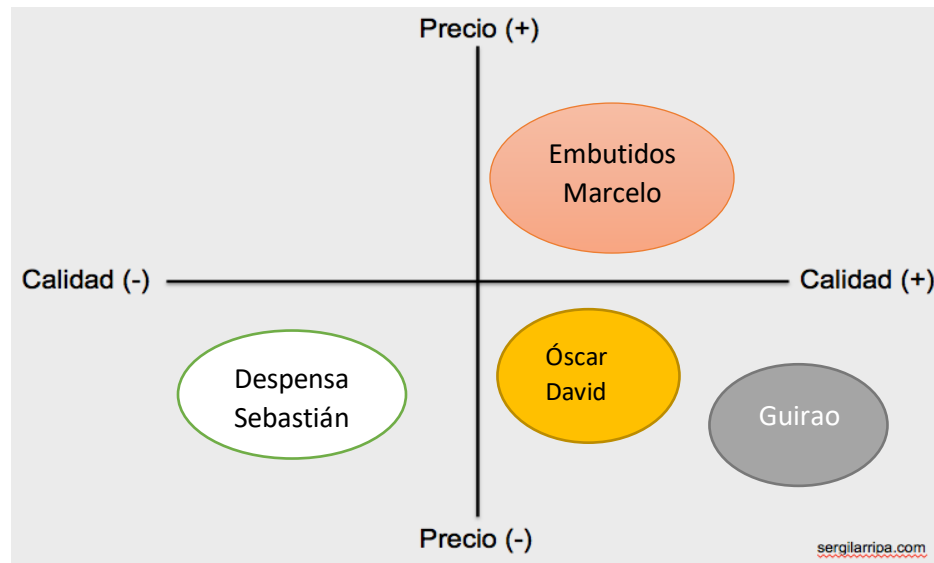 Precio (+)
Embutidos
Marcelo
Calidad (-)
Calidad (+)
Despensa
Sebastián
Óscar
David
Guirao
Precio (-)
sergilarripa.com